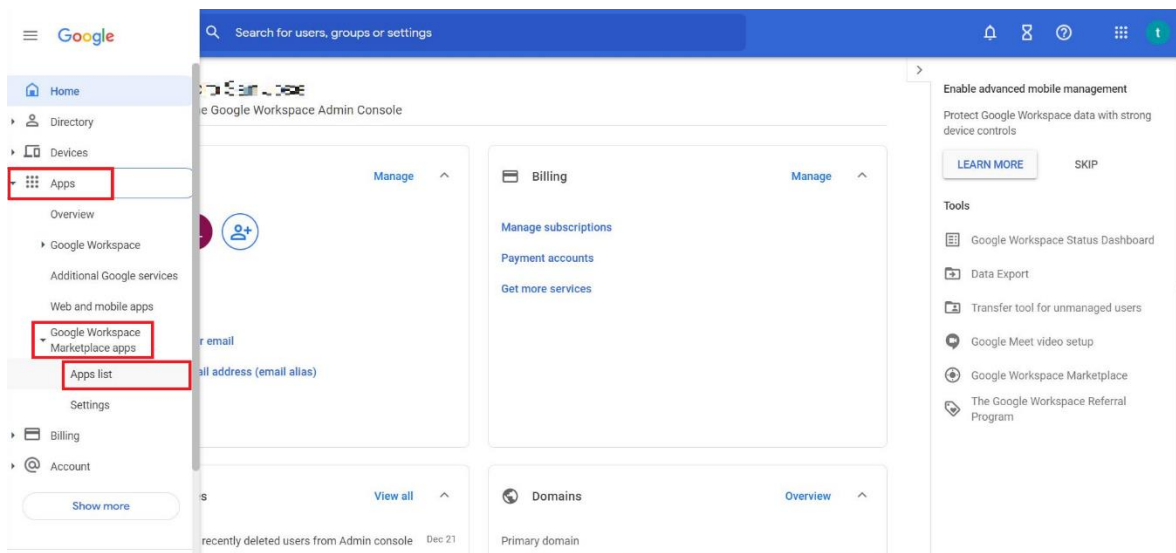 Google
Search for users, groups or settings
t
Home
Directory
Devices
Apps
Overview
Google Workspace
Additional Google services
Web and mobile apps
Google Workspace
Marketplace apps
Apps list
Settings
Billing
Account
Show more
Google Workspace Admin Console
Manage
email
address (email alias)
Billing
Manage
Manage subscriptions
Payment accounts
Get more services
View all
recently deleted users from Admin console Dec 21
Domains
Overview
Primary domain
Enable advanced mobile management
Protect Google Workspace data with strong
device controls
LEARN MORE
SKIP
Tools
Google Workspace Status Dashboard
Data Export
Transfer tool for unmanaged users
Google Meet video setup
Google Workspace Marketplace
The Google Workspace Referral
Program